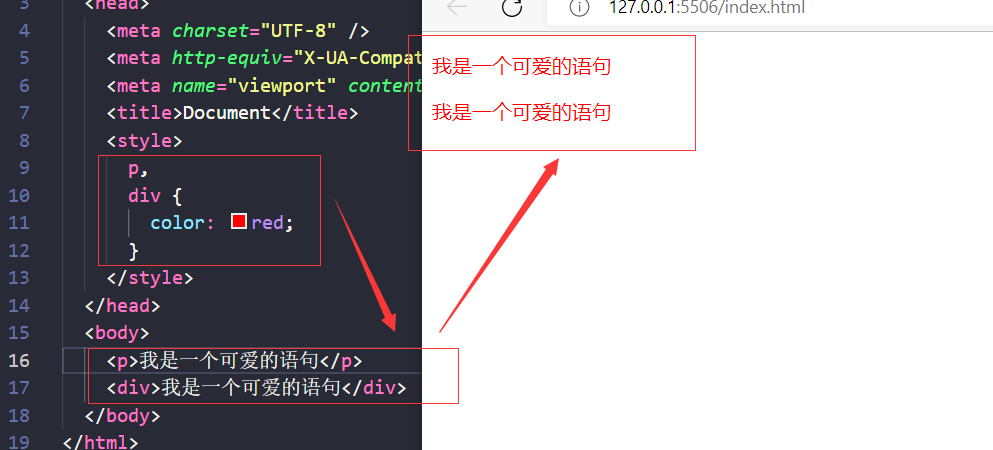 3 <head>
4 <meta charset="UTF-8" />
5 <meta http-equiv="X-UA-Compat
6 <meta name="viewport" content
7 <title>Document</title>
8 <style>
9 p,
10 div {
11 color: red;
12 }
13 </style>
14 </head>
15 <body>
16 <p>我是一个可爱的语句</p>
17 <div>我是一个可爱的语句</div>
18 </body>
19 </html>
127.0.0.1:5506/index.html
我是一个可爱的语句
我是一个可爱的语句